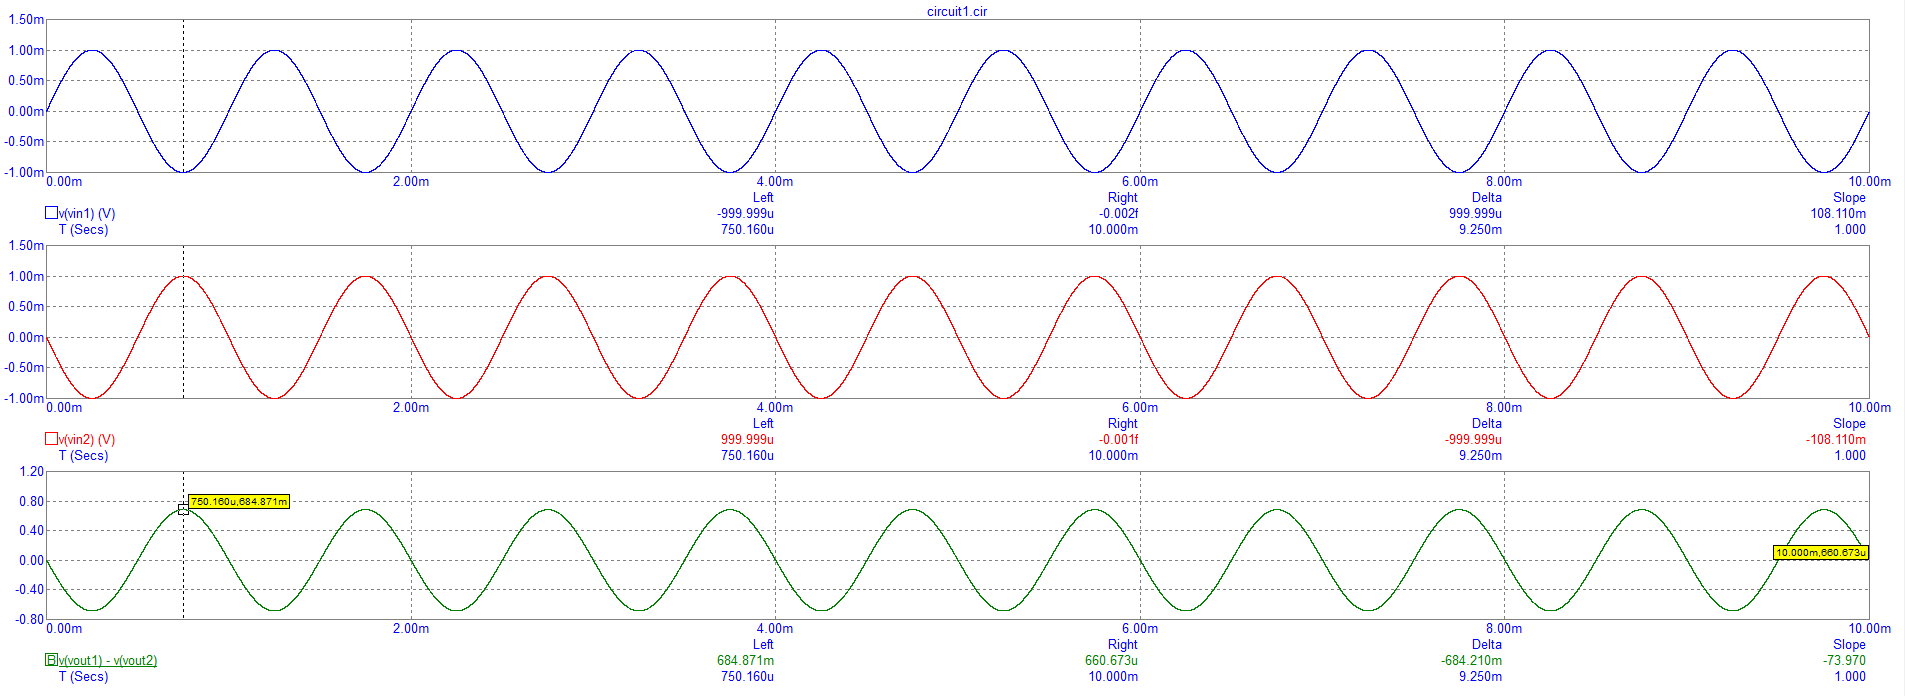 circuit1.cir
1.50m
1.00m
0.50m
0.00m
-0.50m
-1.00m
0.00m 2.00m 4.00m 6.00m 8.00m 10.00m
Left Right Delta Slope
v(vin1) (V) -999.999u -0.002f 999.999u 108.110m
T (Secs) 750.160u 10.000m 9.250m 1.000
1.50m
1.00m
0.50m
0.00m
-0.50m
-1.00m
0.00m 2.00m 4.00m 6.00m 8.00m 10.00m
Left Right Delta Slope
v(vin2) (V) 999.999u -0.001f -999.999u -108.110m
T (Secs) 750.160u 10.000m 9.250m 1.000
1.20
0.80
750.160u,684.871m
0.40
10.000m,660.673u
0.00
-0.40
-0.80
0.00m 2.00m 4.00m 6.00m 8.00m 10.00m
Left Right Delta Slope
B v(vout1) - v(vout2) 684.871m 660.673u -684.210m -73.970
T (Secs) 750.160u 10.000m 9.250m 1.000